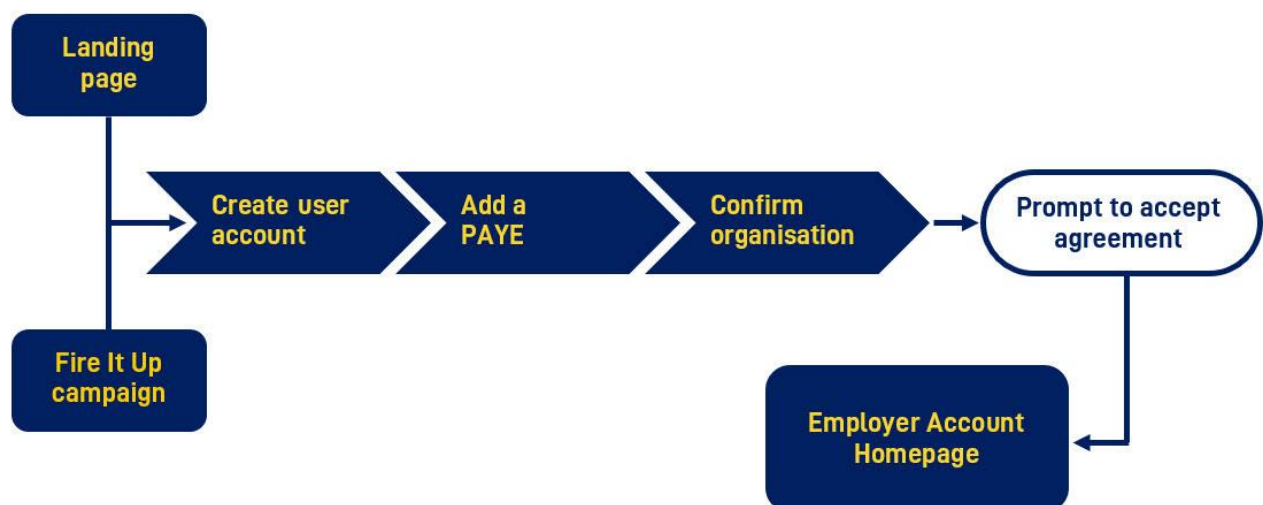 Landing
page
Create user
account
Add a
PAYE
Confirm
organisation
Prompt to accept
agreement
Fire It Up
campaign
Employer Account
Homepage